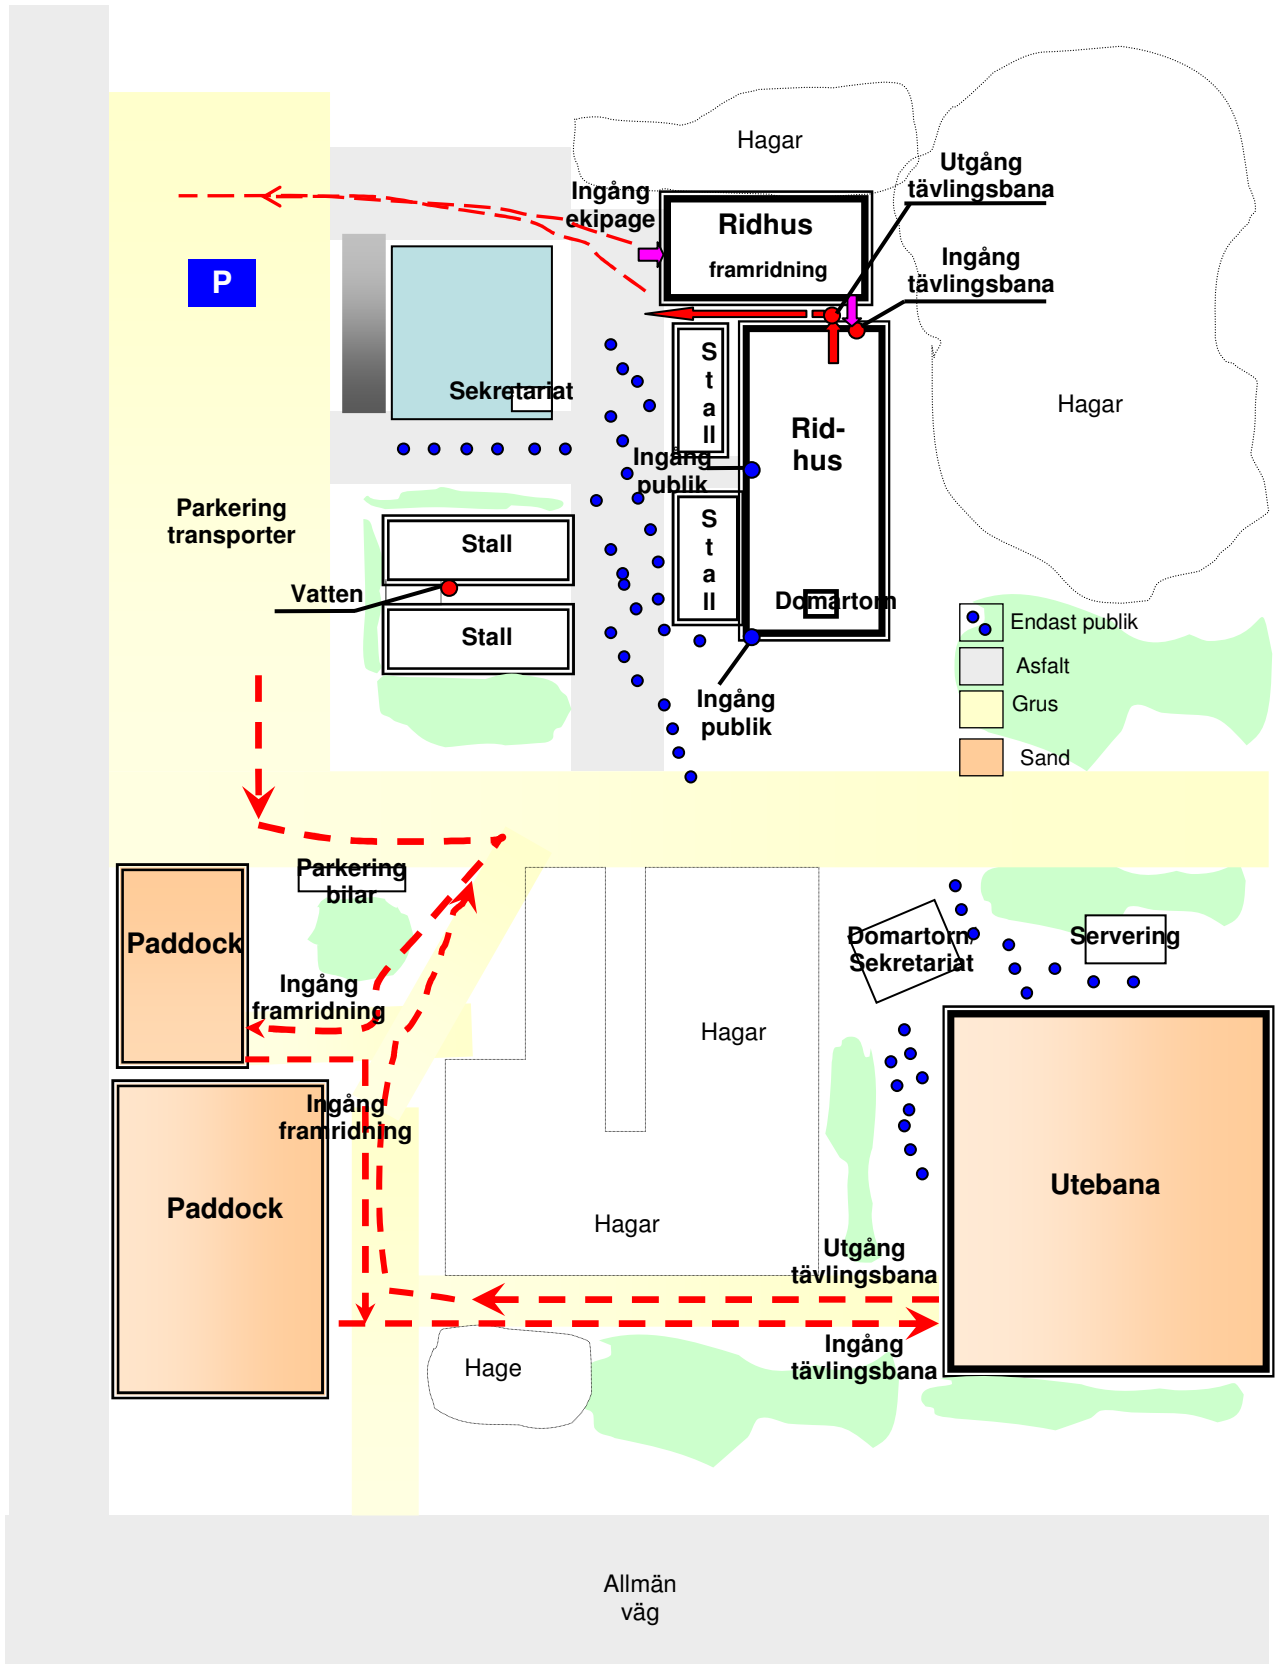 Hagar
Utgång
tävlingsbana
Ingång
ekipage
Ridhus
framridning
Ingång
tävlingsbana
P
S
t
a
ll
Sekretariat
Hagar
Rid-
hus
Ingång
publik
Parkering
transporter
Stall
S
t
a
ll
Vatten
Domartorn
Stall
Endast publik
Asfalt
Grus
Sand
Ingång
publik
Parkering
bilar
Paddock
Domartorn/
Sekretariat
Servering
Ingång
framridning
Hagar
Ingång
framridning
Paddock
Utebana
Hagar
Utgång
tävlingsbana
Ingång
tävlingsbana
Hage
Allmän
väg